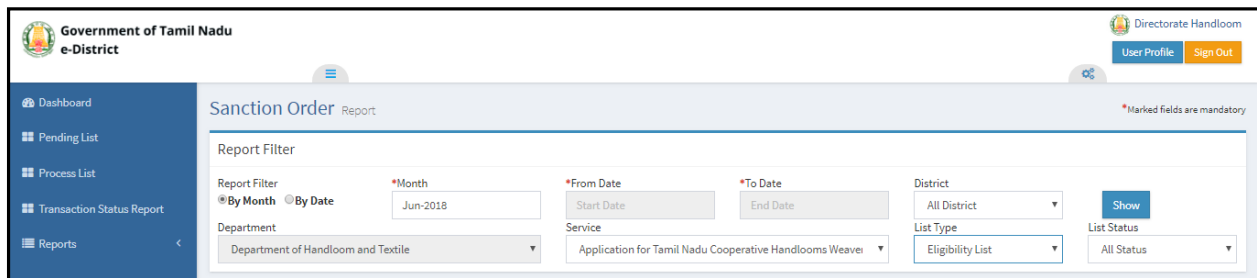 Government of Tamil Nadu
e-District
Directorate Handloom
User Profile Sign Out
Dashboard
Pending List
Process List
Transaction Status Report
Reports
Sanction Order Report
*Marked fields are mandatory
Report Filter
Report Filter *Month *From Date *To Date District
By Month By Date Jun-2018 Start Date End Date All District Show
Department Service List Type List Status
Department of Handloom and Textile Application for Tamil Nadu Cooperative Handlooms Weaver Eligibility List All Status